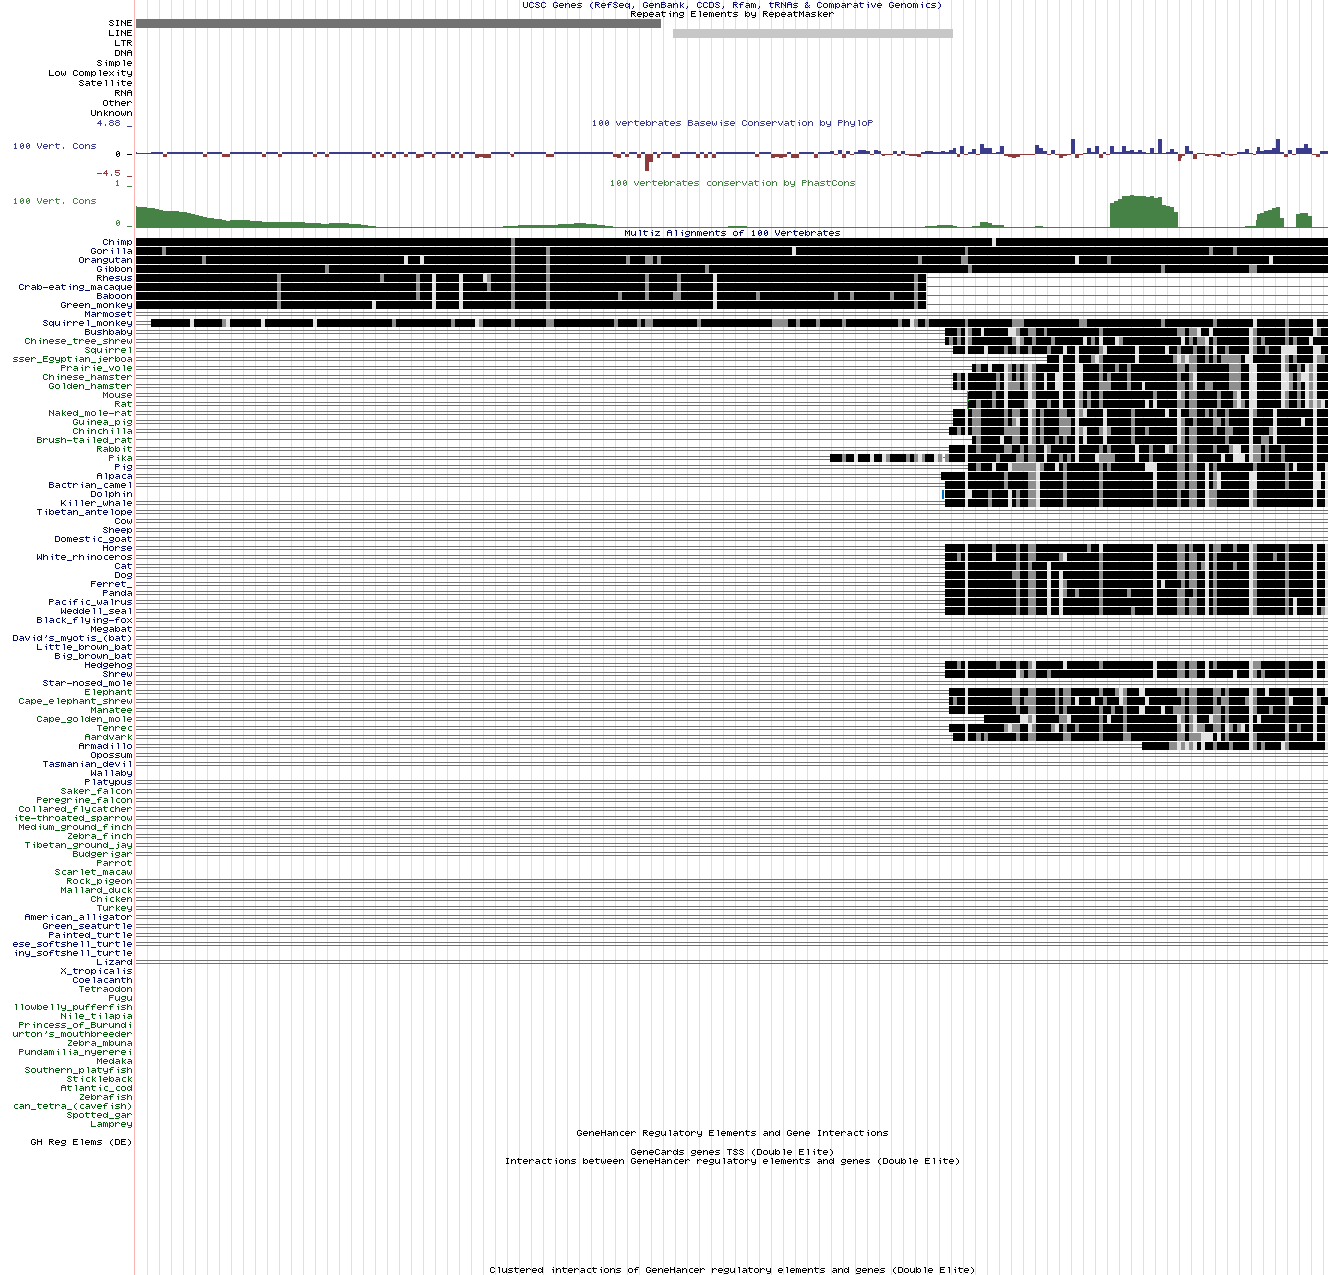 UCSC Genes (RefSeq, GenBank, CCDS, Rfam, tRNAs & Comparative Genomics)
Repeating Elements by RepeatMasker
SINE
LINE
LTR
DNA
Simple
Low Complexity
Satellite
RNA
Other
Unknown
100 vertebrates Basewise Conservation by PhyloP
4.88 _
100 Vert. Cons
0 _
-4.5 _
100 vertebrates conservation by PhastCons
1 _
100 Vert. Cons
0 _
Multiz Alignments of 100 Vertebrates
Chimp
Gorilla
Orangutan
Gibbon
Rhesus
Crab-eating_macaque
Baboon
Green_monkey
Marmoset
Squirrel_monkey
Bushbaby
Chinese_tree_shrew
Squirrel
sser_Egyptian_jerboa
Prairie_vole
Chinese_hamster
Golden_hamster
Mouse
Rat
Naked_mole-rat
Guinea_pig
Chinchilla
Brush-tailed_rat
Rabbit
Pika
Pig
Alpaca
Bactrian_camel
Dolphin
Killer_whale
Tibetan_antelope
Cow
Sheep
Domestic_goat
Horse
White_rhinoceros
Cat
Dog
Ferret_
Panda
Pacific_walrus
Weddell_seal
Black_flying-fox
Megabat
David's_myotis_(bat)
Little_brown_bat
Big_brown_bat
Hedgehog
Shrew
Star-nosed_mole
Elephant
Cape_elephant_shrew
Manatee
Cape_golden_mole
Tenrec
Aardvark
Armadillo
Opossum
Tasmanian_devil
Wallaby
Platypus
Saker_falcon
Peregrine_falcon
Collared_flycatcher
ite-throated_sparrow
Medium_ground_finch
Zebra_finch
Tibetan_ground_jay
Budgerigar
Parrot
Scarlet_macaw
Rock_pigeon
Mallard_duck
Chicken
Turkey
American_alligator
Green_seaturtle
Painted_turtle
ese_softshell_turtle
iny_softshell_turtle
Lizard
X_tropicalis
Coelacanth
Tetraodon
Fugu
llowbelly_pufferfish
Nile_tilapia
Princess_of_Burundi
urton's_mouthbreeder
Zebra_mbuna
Pundamilia_nyererei
Medaka
Southern_platyfish
Stickleback
Atlantic_cod
Zebrafish
can_tetra_(cavefish)
Spotted_gar
Lamprey
GeneHancer Regulatory Elements and Gene Interactions
GH Reg Elems (DE)
GeneCards genes TSS (Double Elite)
Interactions between GeneHancer regulatory elements and genes (Double Elite)
Clustered interactions of GeneHancer regulatory elements and genes (Double Elite)